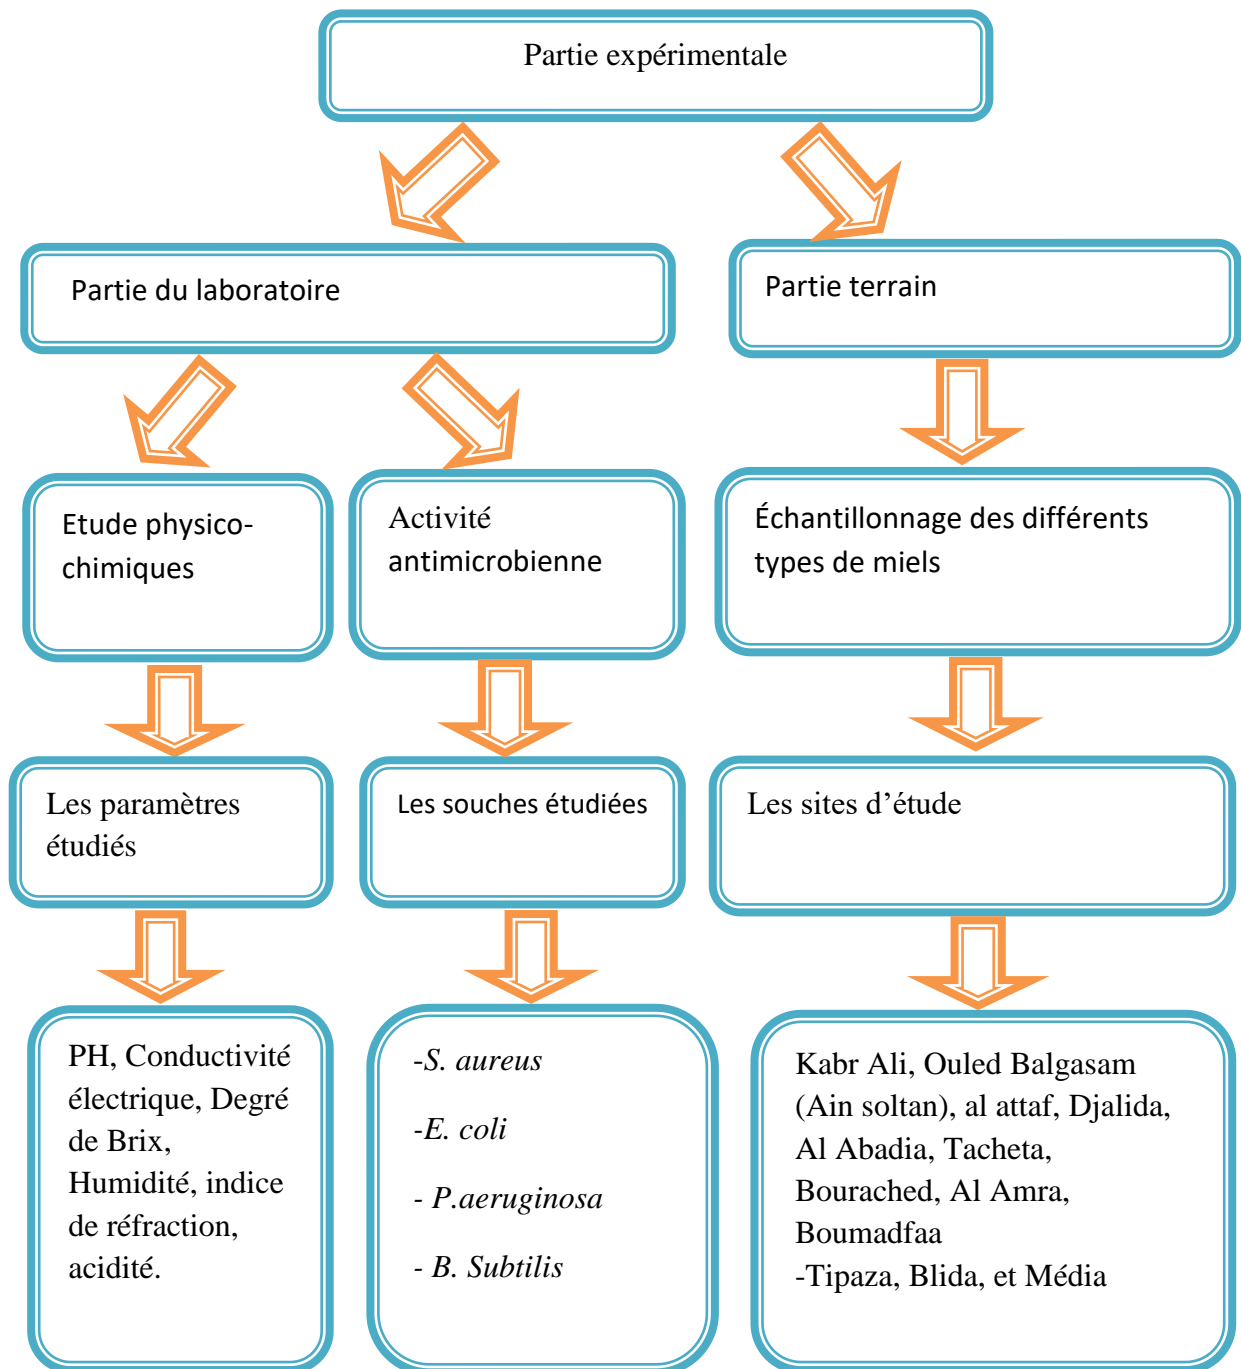 Partie expérimentale
Partie du laboratoire
Partie terrain
Etude physico-
chimiques
Activité
antimicrobienne
Échantillonnage des différents
types de miels
Les paramètres
étudiés
Les souches étudiées
Les sites d’étude
PH, Conductivité
électrique, Degré
de Brix,
Humidité, indice
de réfraction,
acidité.
-S. aureus
-E. coli
- P.aeruginosa
- B. Subtilis
Kabr Ali, Ouled Balgasam
(Ain soltan), al attaf, Djalida,
Al Abadia, Tacheta,
Bourached, Al Amra,
Boumadfaa
-Tipaza, Blida, et Média